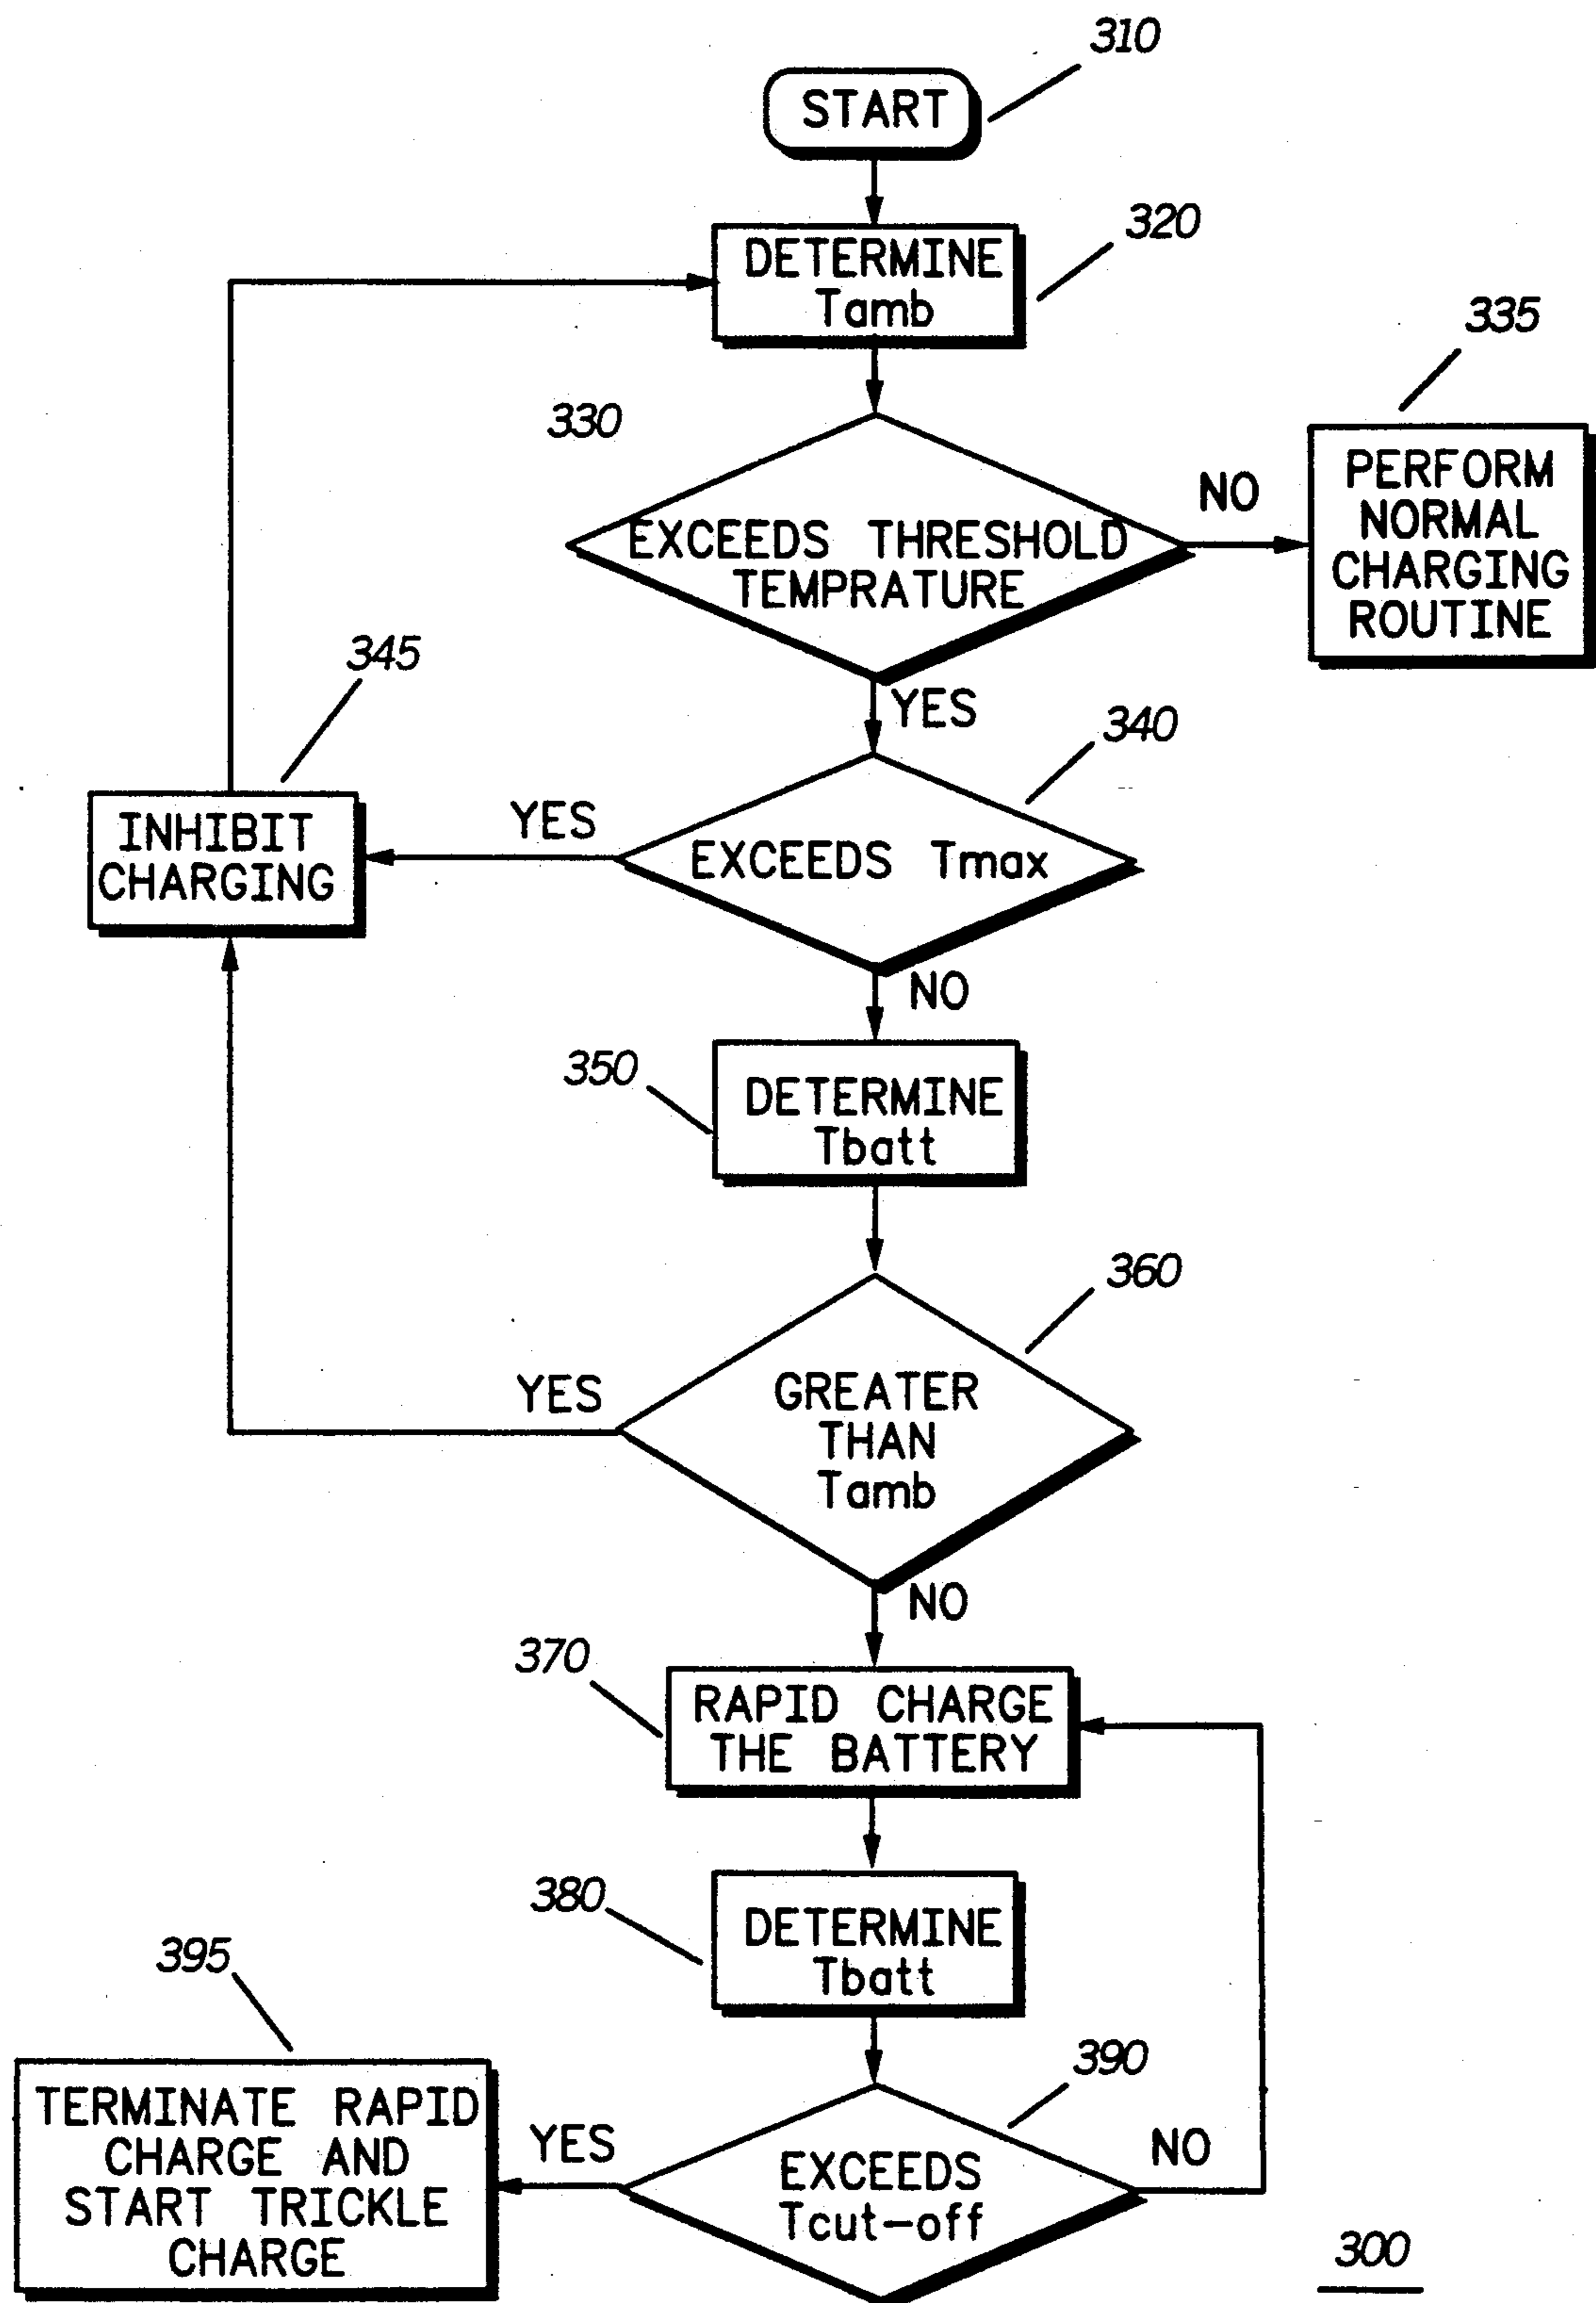 310
START
320
DETERMINE
Tamb
335
330
NO
PERFORM
NORMAL
CHARGING
ROUTINE
EXCEEDS THRESHOLD
TEMPRATURE
345
YES
340
INHIBIT
CHARGING
YES
EXCEEDS Tmax
NO
350
DETERMINE
Tbatt
360
YES
GREATER
THAN
Tamb
NO
370
RAPID CHARGE
THE BATTERY
380
DETERMINE
Tbatt
395
390
TERMINATE RAPID
CHARGE AND
START TRICKLE
CHARGE
YES
EXCEEDS
Tcut-off
NO
300